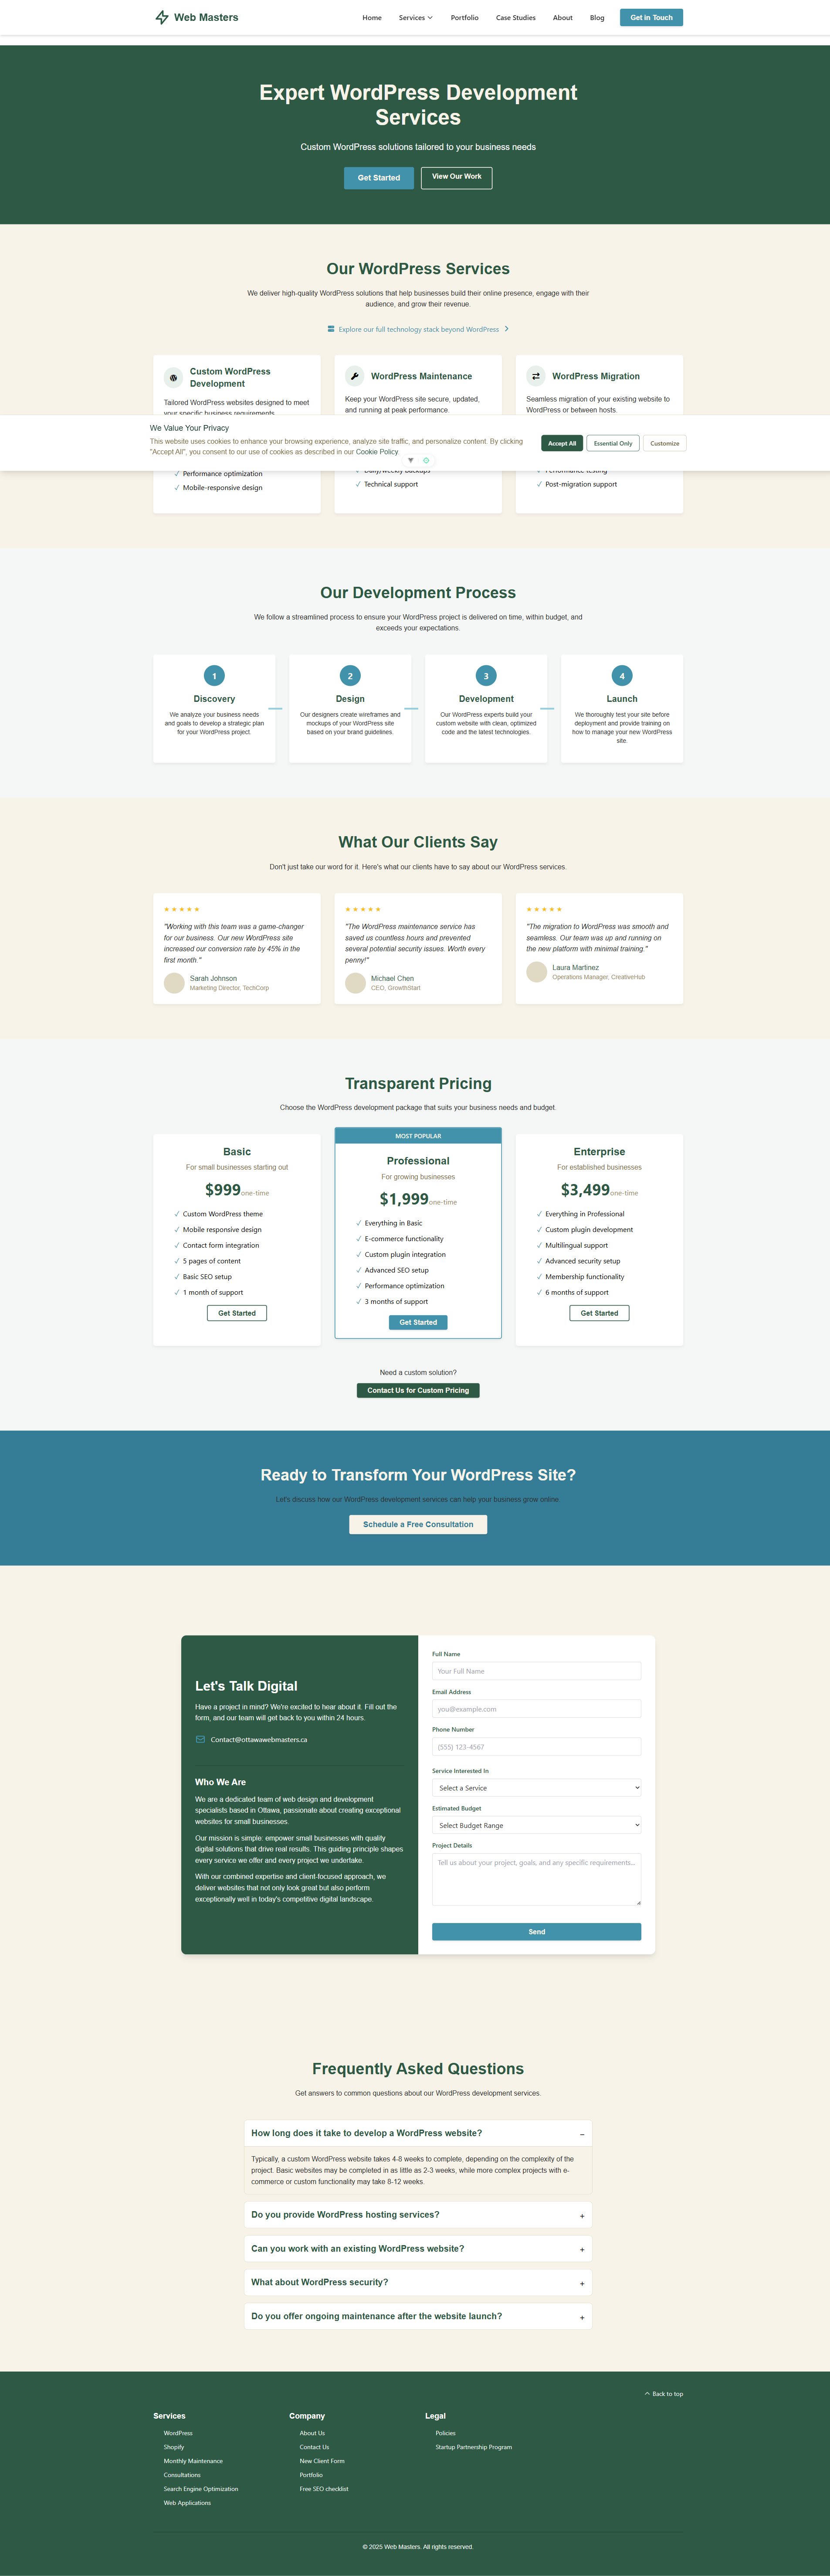 Web Masters
Home
Services
Portfolio
Case Studies
About
Blog
Get in Touch
Expert WordPress Development
Services
Custom WordPress solutions tailored to your business needs
Get Started
View Our Work
Our WordPress Services
We deliver high-quality WordPress solutions that help businesses build their online presence, engage with their
audience, and grow their revenue.
Explore our full technology stack beyond WordPress
Custom WordPress
Development
Tailored WordPress websites designed to meet
your specific business requirements.
WordPress Maintenance
Keep your WordPress site secure, updated,
and running at peak performance.
WordPress Migration
Seamless migration of your existing website to
WordPress or between hosts.
We Value Your Privacy
This website uses cookies to enhance your browsing experience, analyze site traffic, and personalize content. By clicking
"Accept All", you consent to our use of cookies as described in our Cookie Policy
Accept All
Essential Only
Customize
✓ Performance optimization
✓ Mobile-responsive design
Daily/weekly backups
✓ Technical support
Performance testing
✓ Post-migration support
Our Development Process
We follow a streamlined process to ensure your WordPress project is delivered on time, within budget, and
exceeds your expectations.
1
Discovery
We analyze your business needs
and goals to develop a strategic plan
for your WordPress project.
2
Design
Our designers create wireframes and
mockups of your WordPress site
based on your brand guidelines.
3
Development
Our WordPress experts build your
custom website with clean, optimized
code and the latest technologies.
4
Launch
We thoroughly test your site before
deployment and provide training on
how to manage your new WordPress
site.
What Our Clients Say
Don't just take our word for it. Here's what our clients have to say about our WordPress services.
★★★★★
"Working with this team was a game-changer
for our business. Our new WordPress site
increased our conversion rate by 45% in the
first month."
Sarah Johnson
Marketing Director, TechCorp
★★★★★
"The WordPress maintenance service has
saved us countless hours and prevented
several potential security issues. Worth every
penny!"
Michael Chen
CEO, GrowthStart
★★★★★
"The migration to WordPress was smooth and
seamless. Our team was up and running on
the new platform with minimal training."
Laura Martinez
Operations Manager, CreativeHub
Transparent Pricing
Choose the WordPress development package that suits your business needs and budget.
Basic
For small businesses starting out
$999one-time
✓ Custom WordPress theme
✓ Mobile responsive design
✓ Contact form integration
✓ 5 pages of content
✓ Basic SEO setup
✓ 1 month of support
Get Started
MOST POPULAR
Professional
For growing businesses
$1,999one-time
✓ Everything in Basic
✓ E-commerce functionality
✓ Custom plugin integration
✓ Advanced SEO setup
✓ Performance optimization
✓ 3 months of support
Get Started
Enterprise
For established businesses
$3,499one-time
✓ Everything in Professional
✓ Custom plugin development
✓ Multilingual support
✓ Advanced security setup
✓ Membership functionality
✓ 6 months of support
Get Started
Need a custom solution?
Contact Us for Custom Pricing
Ready to Transform Your WordPress Site?
Let's discuss how our WordPress development services can help your business grow online.
Schedule a Free Consultation
Let's Talk Digital
Have a project in mind? We're excited to hear about it. Fill out the
form, and our team will get back to you within 24 hours.
Contact@ottawawebmasters.ca
Who We Are
We are a dedicated team of web design and development
specialists based in Ottawa, passionate about creating exceptional
websites for small businesses.
Our mission is simple: empower small businesses with quality
digital solutions that drive real results. This guiding principle shapes
every service we offer and every project we undertake.
With our combined expertise and client-focused approach, we
deliver websites that not only look great but also perform
exceptionally well in today's competitive digital landscape.
Full Name
Your Full Name
Email Address
you@example.com
Phone Number
(555) 123-4567
Service Interested In
Select a Service
Estimated Budget
Select Budget Range
Project Details
Tell us about your project, goals, and any specific requirements...
Send
Frequently Asked Questions
Get answers to common questions about our WordPress development services.
How long does it take to develop a WordPress website?
−
Typically, a custom WordPress website takes 4-8 weeks to complete, depending on the complexity of the
project. Basic websites may be completed in as little as 2-3 weeks, while more complex projects with e-
commerce or custom functionality may take 8-12 weeks.
Do you provide WordPress hosting services?
+
Can you work with an existing WordPress website?
+
What about WordPress security?
+
Do you offer ongoing maintenance after the website launch?
+
Back to top
Services
WordPress
Shopify
Monthly Maintenance
Consultations
Search Engine Optimization
Web Applications
Company
About Us
Contact Us
New Client Form
Portfolio
Free SEO checklist
Legal
Policies
Startup Partnership Program
© 2025 Web Masters. All rights reserved.